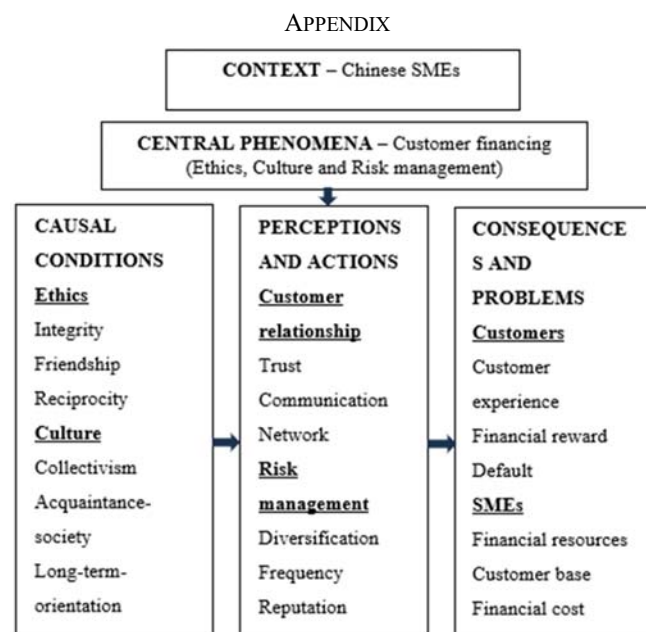 APPENDIX
CONTEXT – Chinese SMEs
CENTRAL PHENOMENA – Customer financing
(Ethics, Culture and Risk management)
CAUSAL
CONDITIONS
Ethics
Integrity
Friendship
Reciprocity
Culture
Collectivism
Acquaintance-
society
Long-term-
orientation
PERCEPTIONS
AND ACTIONS
Customer
relationship
Trust
Communication
Network
Risk
management
Diversification
Frequency
Reputation
CONSEQUENCE
S AND
PROBLEMS
Customers
Customer
experience
Financial reward
Default
SMEs
Financial resources
Customer base
Financial cost